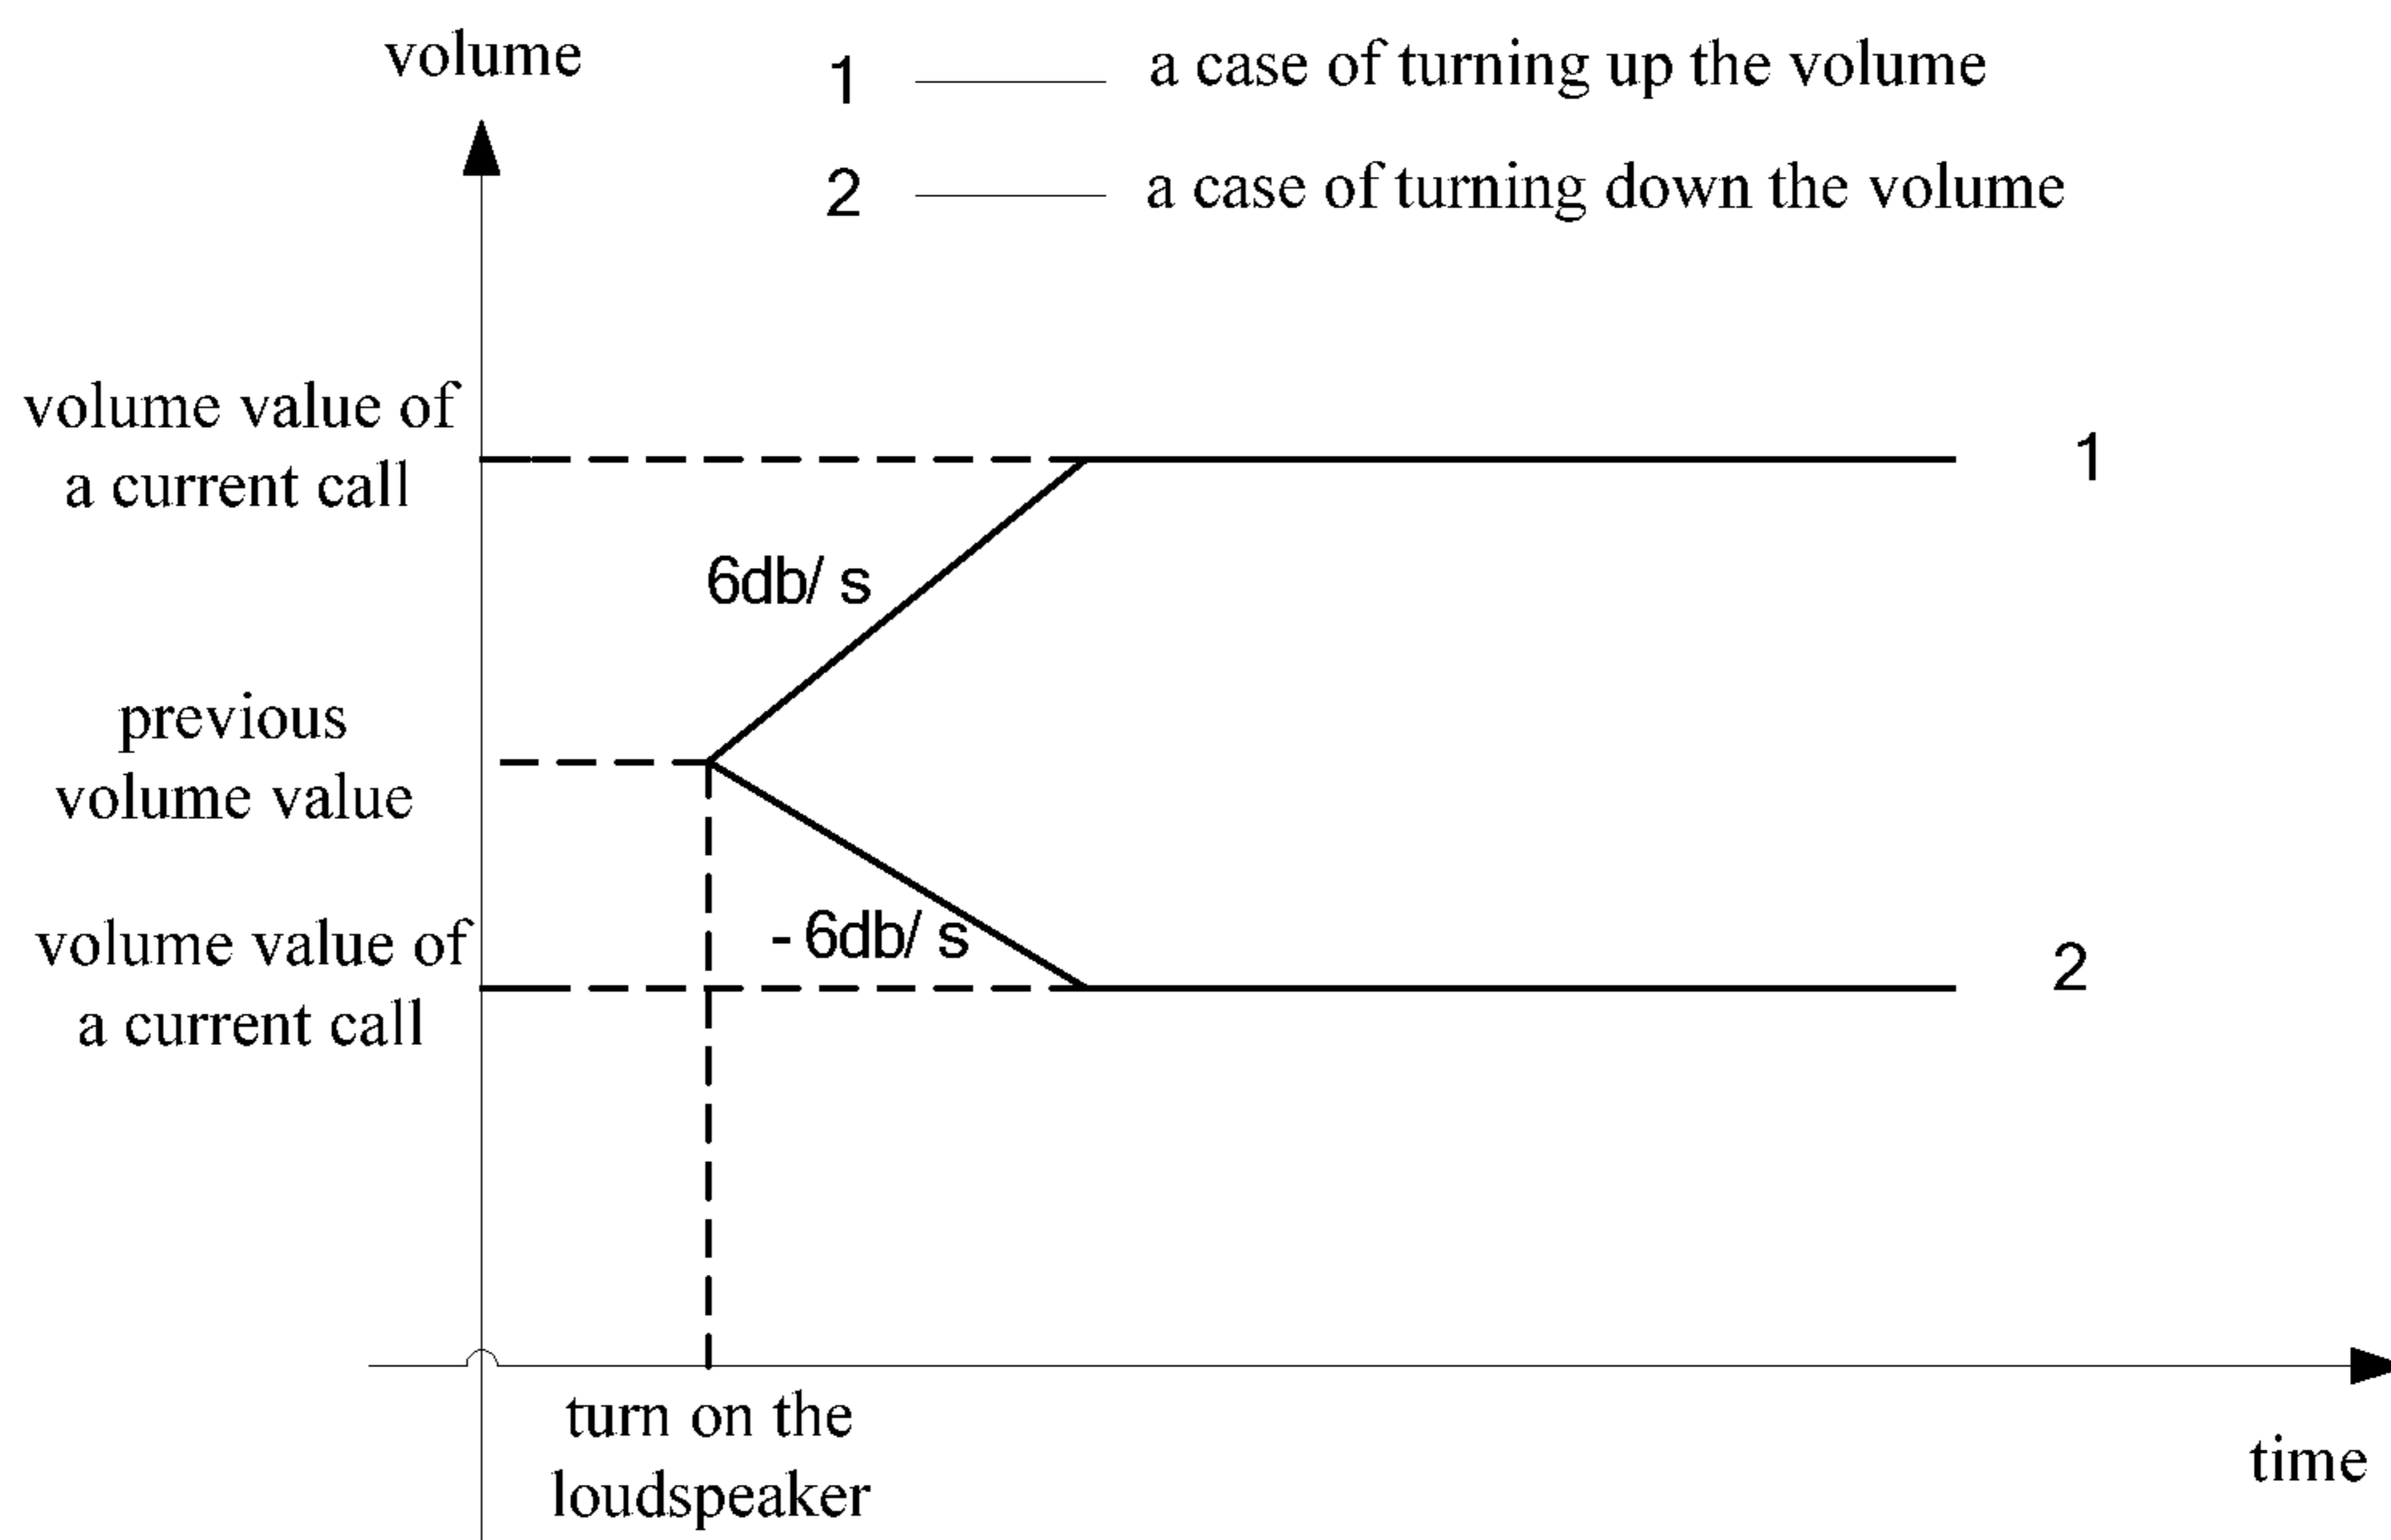 volume
1 a case of turning up the volume
2 a case of turning down the volume
volume value of
a current call
1
6db/ s
previous
volume value
- 6db/ s
volume value of
a current call
2
turn on the
loudspeaker
time